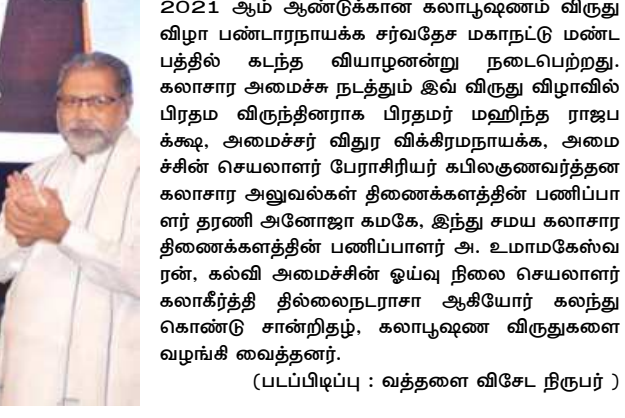 2021 ஆம் ஆண்டுக்கான கலாபூஷணம் விருது
விழா பண்டாரநாயக்க சர்வதேச மகாநட்டு மண்ட
பத்தில் கடந்த வியாழனன்று நடைபெற்றது.
கலாசார அமைச்சு நடத்தும் இவ் விருது விழாவில்
பிரதம விருந்தினராக பிரதமர் மஹிந்த ராஜப
க்க்ஷ, அமைச்சர் விதுர விக்கிரமநாயக்க, அமை
ச்சின் செயலாளர் பேராசிரியர் கபிலகுணவர்த்தன
கலாசார அலுவல்கள் திணைக்களத்தின் பணிப்பா
ளர் தரணி அனோஜா கமகே, இந்து சமய கலாசார
திணைக்களத்தின் பணிப்பாளர் அ. உமாமகேஸ்வ
ரன், கல்வி அமைச்சின் ஓய்வு நிலை செயலாளர்
கலாகீர்த்தி தில்லைநடராசா ஆகியோர் கலந்து
கொண்டு சான்றிதழ், கலாபூஷண விருதுகளை
வழங்கி வைத்தனர்.
(படப்பிடிப்பு : வத்தளை விசேட நிருபர் )